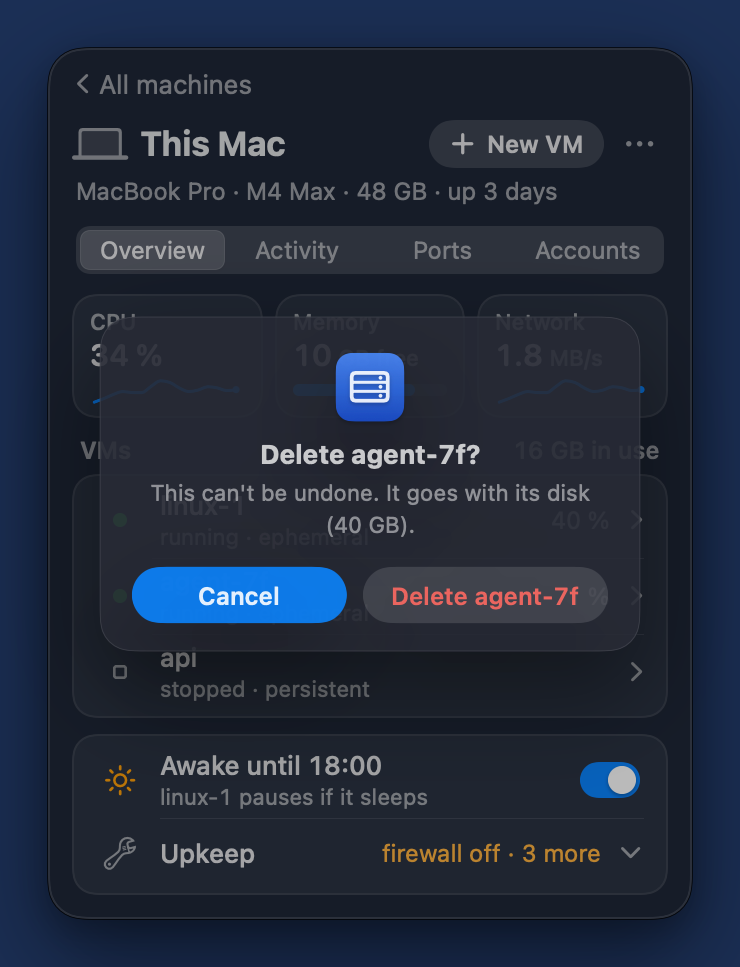 All machines
This Mac
New VM
MacBook Pro · M4 Max · 48 GB · up 3 days
Overview Activity Ports Accounts
CPU Memory Network
34 % 10 1.8 MB/s
VMs 16 GB in use
Delete agent-7f?
This can't be undone. It goes with its disk
(40 GB).
linux-1 40 %
running · ephemeral
Cancel Delete agent-7f
api
stopped · persistent
Awake until 18:00
linux-1 pauses if it sleeps
Upkeep firewall off · 3 more